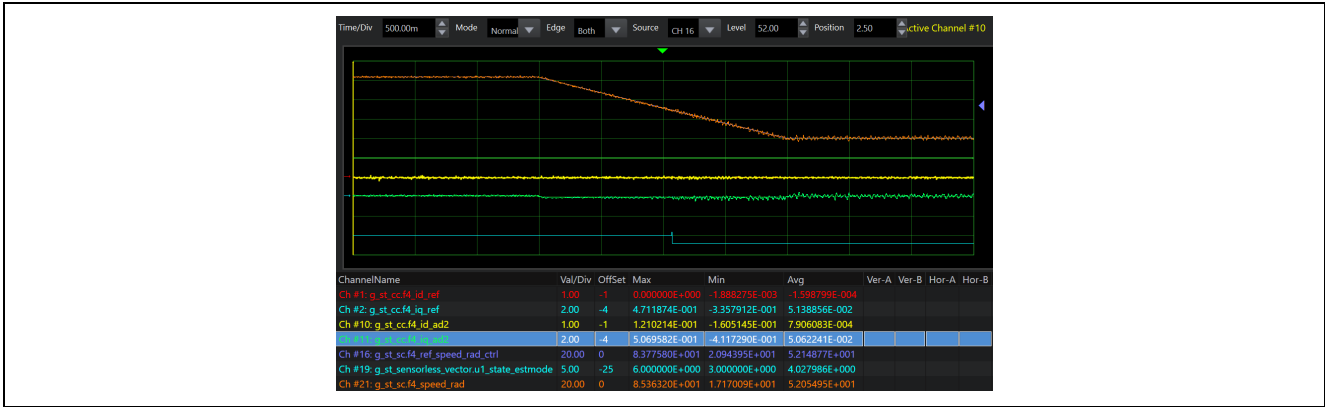 Time/Div 500.00m Mode Normal Edge Both Source CH 16 Level 52.00 Position 2.50 Active Channel #10
ChannelName Val/Div OffSet Max Min Avg Ver-A Ver-B Hor-A Hor-B
Ch #1: g_st_cc.f4_id_ref 1.00 -1 0.000000E+000 -1.888275E-003 -1.598799E-004
Ch #2: g_st_cc.f4_iq_ref 2.00 -4 4.711874E-001 -3.357912E-001 5.138856E-002
Ch #10: g_st_cc.f4_id_ad2 1.00 -1 1.210214E-001 -1.605145E-001 7.906083E-004
Ch #11: g_st_cc.f4_iq_ad2 2.00 -4 5.069582E-001 -4.117290E-001 5.062241E-002
Ch #16: g_st_sc.f4_ref_speed_rad_ctrl 20.00 0 8.377580E+001 2.094395E+001 5.214877E+001
Ch #19: g_st_sensorless_vector.u1_state_estmode 5.00 -25 6.000000E+000 3.000000E+000 4.027986E+000
Ch #21: g_st_sc.f4_speed_rad 20.00 0 8.536320E+001 1.717009E+001 5.205495E+001